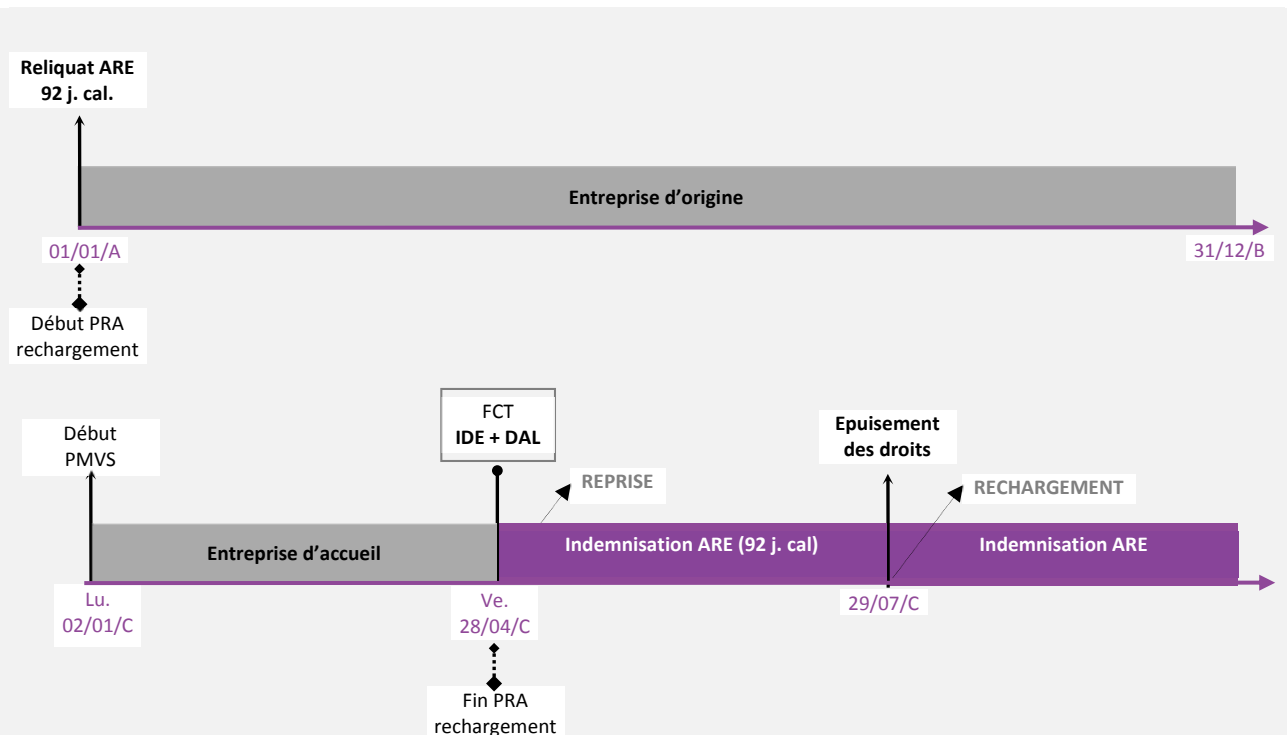 Reliquat ARE
92 j. cal.
Entreprise d'origine
01/01/A
31/12/B
Début PRA
rechargement
Début
PMVS
FCT
IDE + DAL
Epuisement
des droits
REPRISE
RECHARGEMENT
Entreprise d'accueil
Indemnisation ARE (92 j. cal)
Indemnisation ARE
Lu.
02/01/C
Ve.
28/04/C
29/07/C
Fin PRA
rechargement